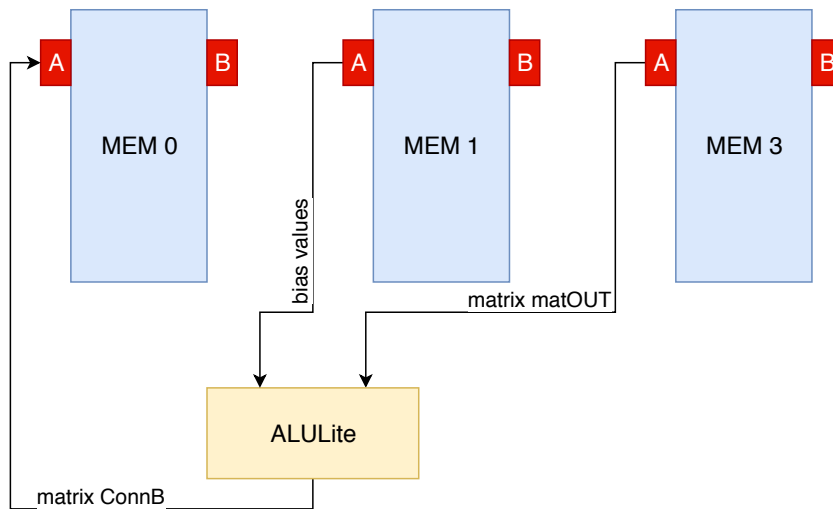 A
MEM 0
B
A
MEM 1
B
A
MEM 3
B
bias values
matrix matOUT
ALULite
matrix ConnB